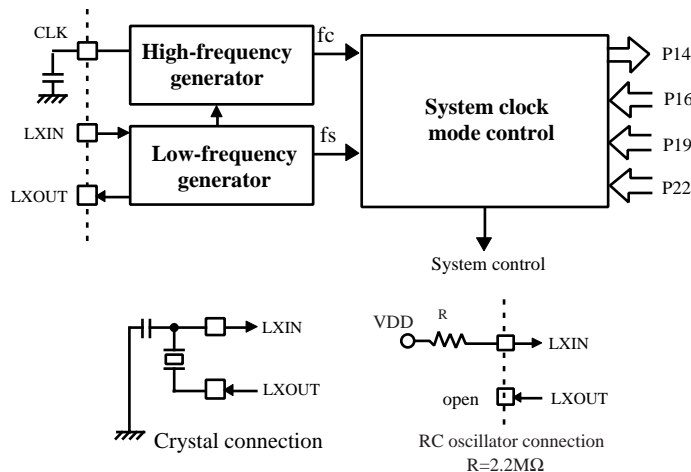 CLK
High-frequency
generator
fc
P14
System clock
mode control
P16
LXIN
Low-frequency
generator
fs
P19
LXOUT
P22
System control
LXIN
LXOUT
Crystal connection
VDD
R
LXIN
open
LXOUT
RC oscillator connection
R=2.2MΩ